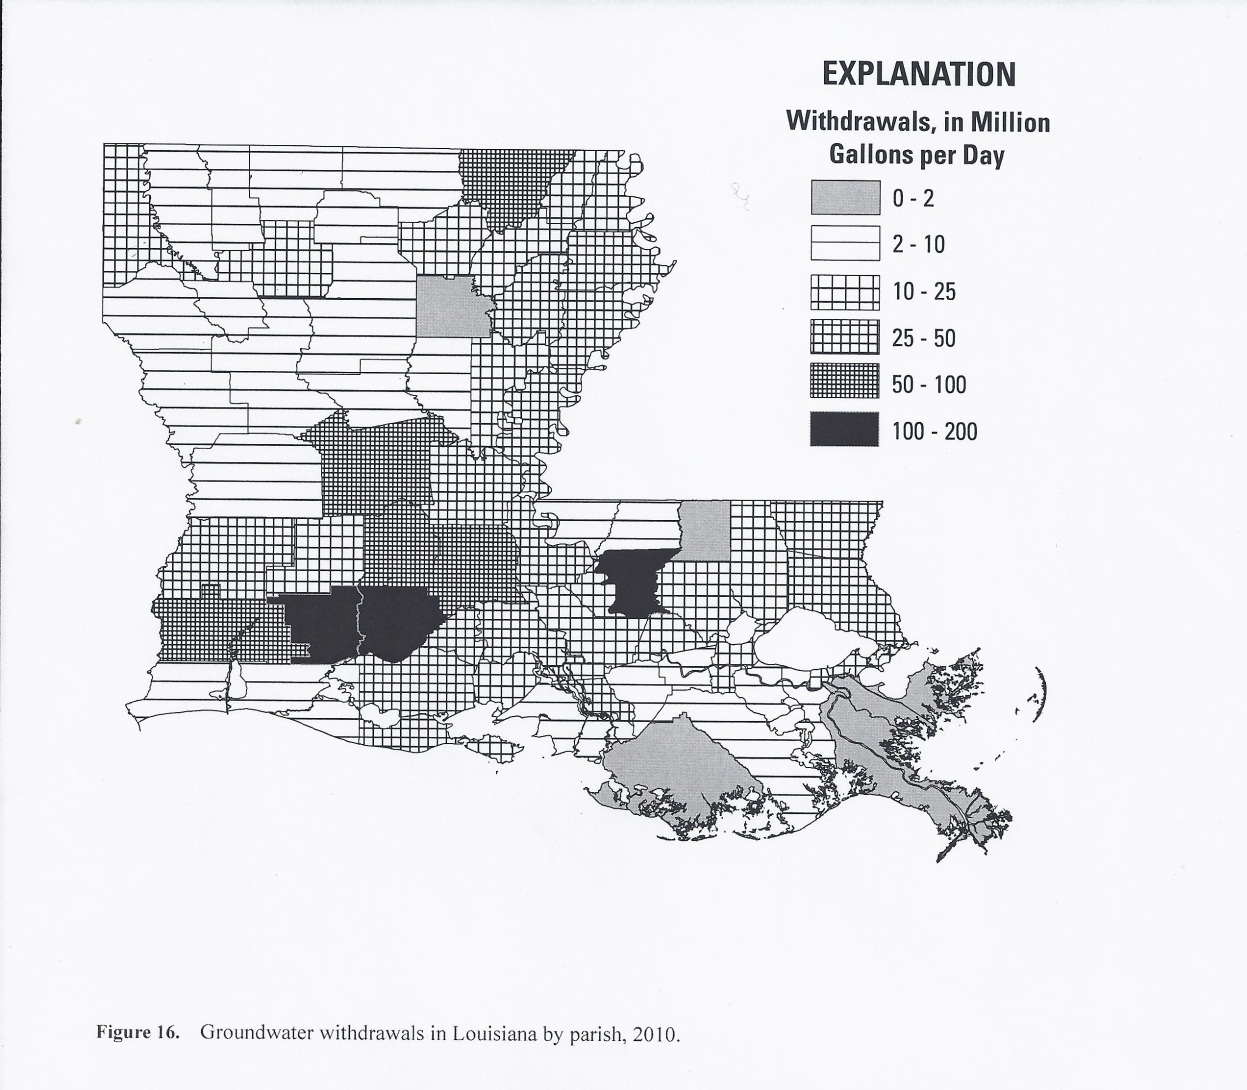 EXPLANATION
Withdrawals, in Million
Gallons per Day
0 - 2
2 - 10
10 - 25
25 - 50
50 - 100
100 - 200
Figure 16. Groundwater withdrawals in Louisiana by parish, 2010.